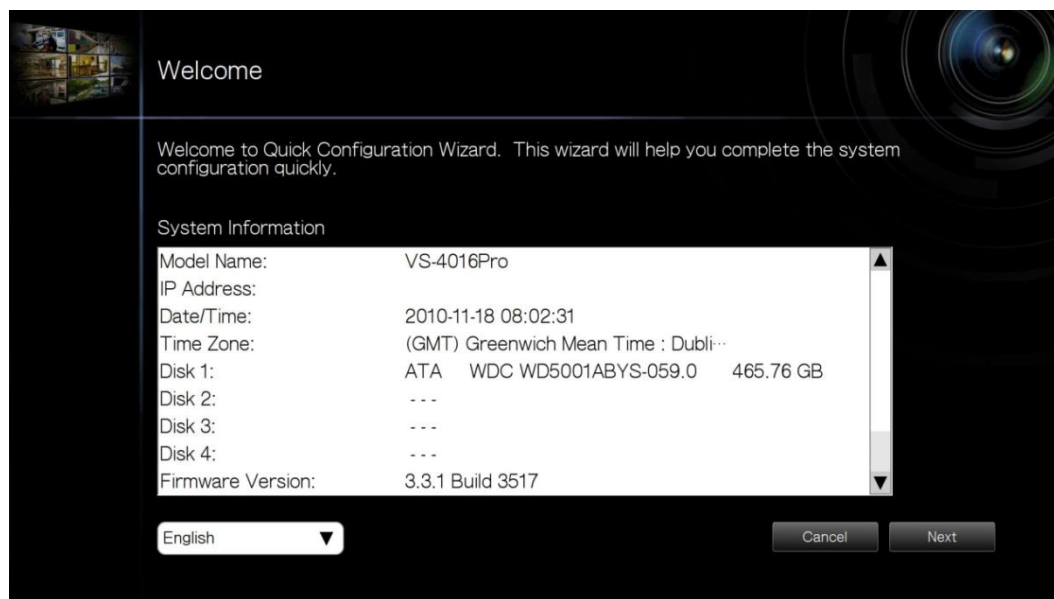 Welcome
Welcome to Quick Configuration Wizard. This wizard will help you complete the system
configuration quickly.
System Information
Model Name: VS-4016Pro
IP Address:
Date/Time: 2010-11-18 08:02:31
Time Zone: (GMT) Greenwich Mean Time : Dubli…
Disk 1: ATA WDC WD5001ABYS-059.0 465.76 GB
Disk 2: - - -
Disk 3: - - -
Disk 4: - - -
Firmware Version: 3.3.1 Build 3517
English ▼ Cancel Next